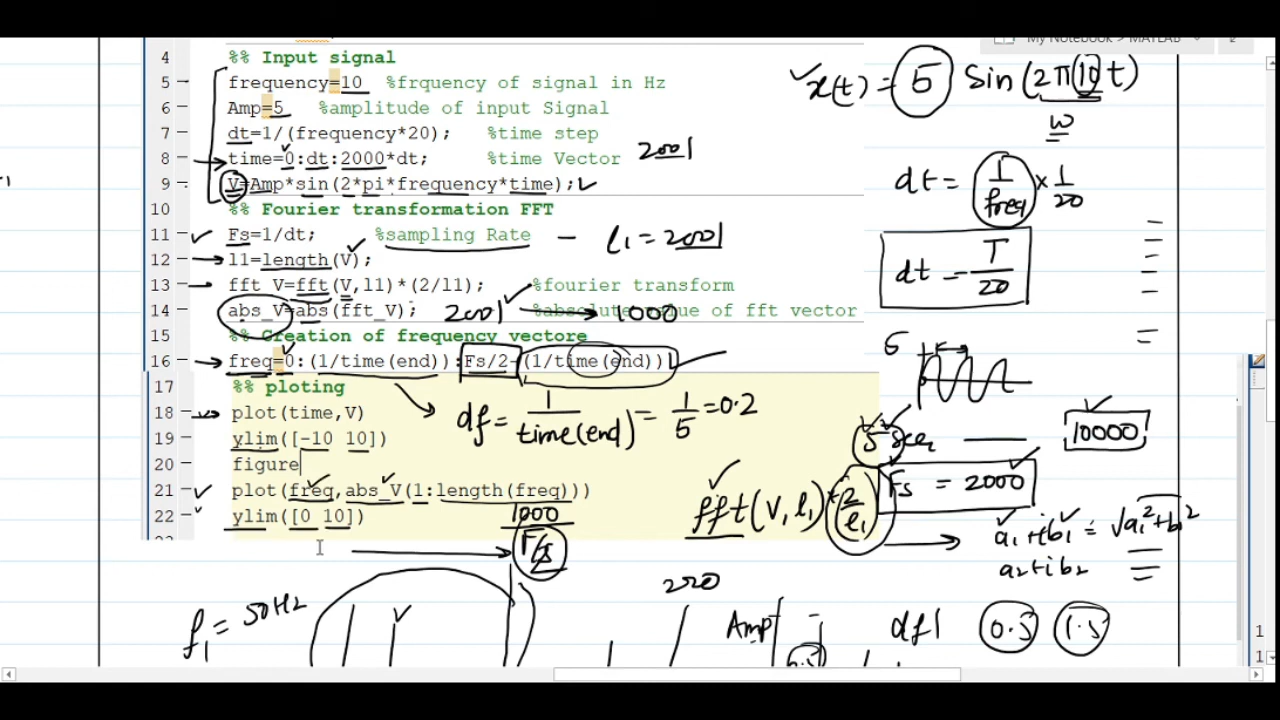 My Notebook > MATLAB
4 %% Input signal
5 - frequency=10 %frquency of signal in Hz
6 - Amp=5 %amplitude of input Signal
7 - dt=1/(frequency*20); %time step
8 - time=0:dt:2000*dt; %time Vector 2001
9 - V=Amp*sin(2*pi*frequency*time);
10 %% Fourier transformation FFT
11 - Fs=1/dt; %sampling Rate - l1 = 2001
12 - l1=length(V);
13 - fft_V=fft(V,l1)*(2/l1); %fourier transform
14 - abs_V=abs(fft_V); 2001 → 1000 %absolute value of fft vector
15 %% Creation of frequency vectore
16 - freq=0:(1/time(end)):Fs/2-(1/time(end));
17 %% ploting
18 - plot(time,V)
19 - ylim([-10 10])
20 - figure
21 - plot(freq,abs_V(1:length(freq)))
22 - ylim([0 10])
x(t) = 5 Sin(2π(10)t)
w
dt = 1/freq × 1/20
dt = T/20
df = 1/time(end) = 1/5 = 0.2
5 sec 10000
Fs = 2000
fft(V, l1) * 2/l1
a1+ib1 = √a1²+b1²
a2+ib2
1000
f1 = 50Hz
Amp
df1 0.5 1.5